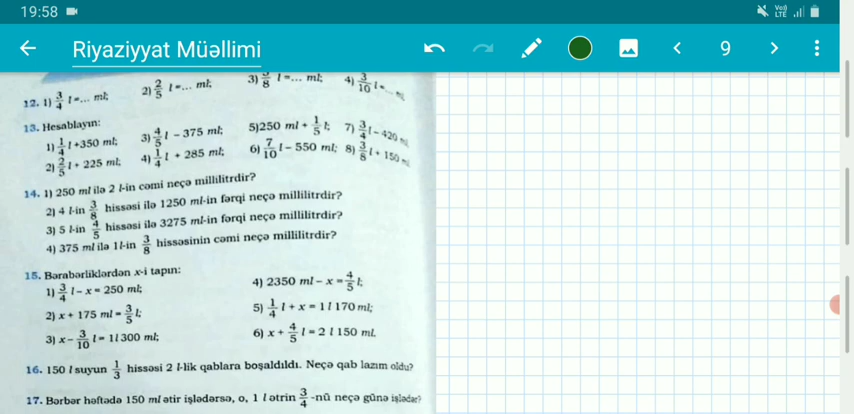 19:58
Vo)) LTE
Riyaziyyat Müəllimi
9
12. 1) 3/4 l =... ml; 2) 2/5 l =... ml; 3) 3/8 l =... ml; 4) 3/10 l =... ml;
13. Hesablayın:
1) 1/4 l +350 ml; 3) 4/5 l − 375 ml; 5)250 ml + 1/5 l; 7) 3/4 l − 420 ml
2) 2/5 l + 225 ml; 4) 1/4 l + 285 ml; 6) 7/10 l − 550 ml; 8) 3/8 l + 150 ml
14. 1) 250 ml ilə 2 l-in cəmi neçə millilitrdir?
2) 4 l-in 3/8 hissəsi ilə 1250 ml-in fərqi neçə millilitrdir?
3) 5 l-in 4/5 hissəsi ilə 3275 ml-in fərqi neçə millilitrdir?
4) 375 ml ilə 1 l-in 3/8 hissəsinin cəmi neçə millilitrdir?
15. Bərabərliklərdən x-i tapın:
1) 3/4 l − x = 250 ml; 4) 2350 ml − x = 4/5 l;
2) x + 175 ml = 3/5 l; 5) 1/4 l + x = 1 l 170 ml;
3) x − 3/10 l = 1 l 300 ml; 6) x + 4/5 l = 2 l 150 ml.
16. 150 l suyun 1/3 hissəsi 2 l-lik qablara boşaldıldı. Neçə qab lazım oldu?
17. Bərbər həftədə 150 ml ətir işlədərsə, o, 1 l ətrin 3/4 -nü neçə günə işlədər?